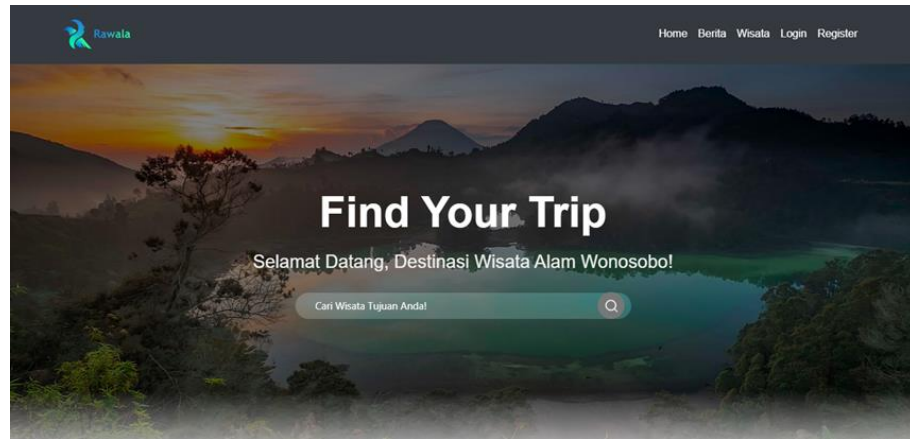 Rawala
Home Berita Wisata Login Register
Find Your Trip
Selamat Datang, Destinasi Wisata Alam Wonosobo!
Cari Wisata Tujuan Anda!